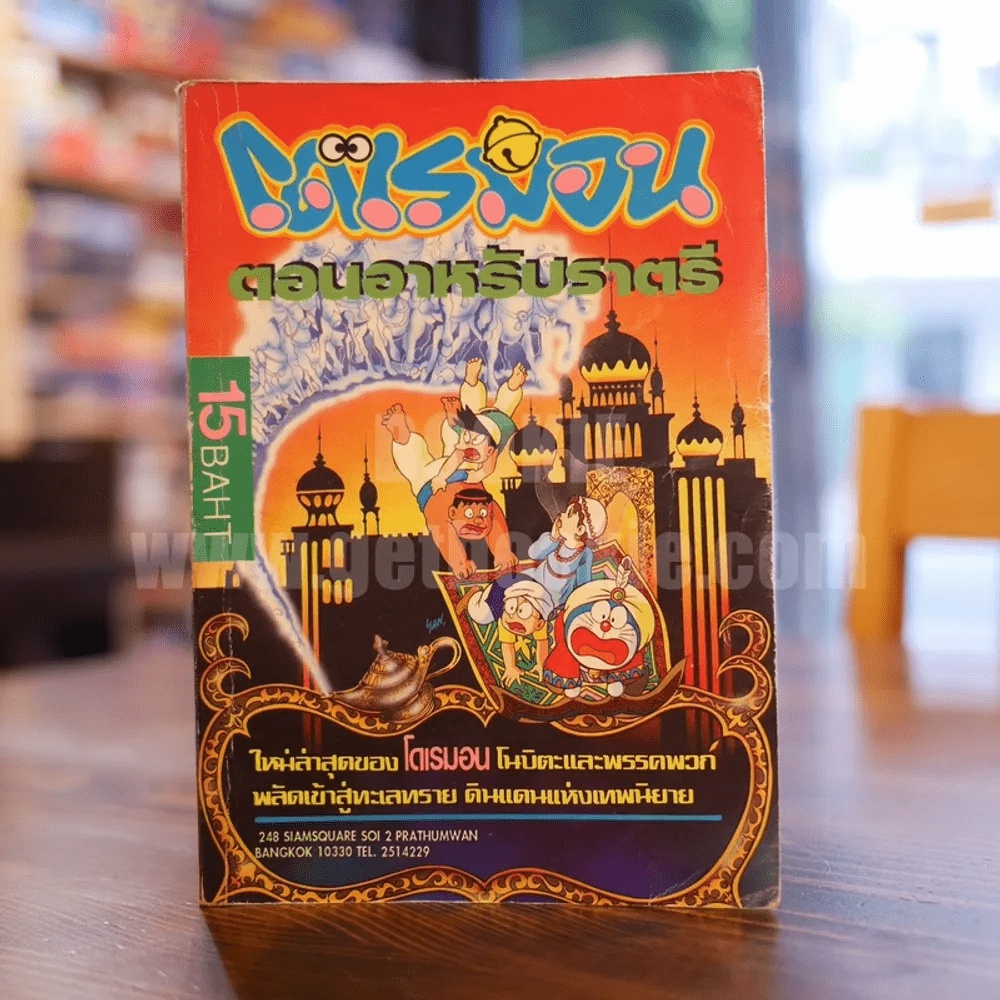 โดเรมอน
ตอนอาหรับราตรี
15 BAHT
www.getbookie.com
SAN.
ใหม่ล่าสุดของ โดเรมอน โนบิตะและพรรคพวก
พลัดเข้าสู่ทะเลทราย ดินแดนแห่งเทพนิยาย
248 SIAMSQUARE SOI 2 PRATHUMWAN
BANGKOK 10330 TEL. 2514229